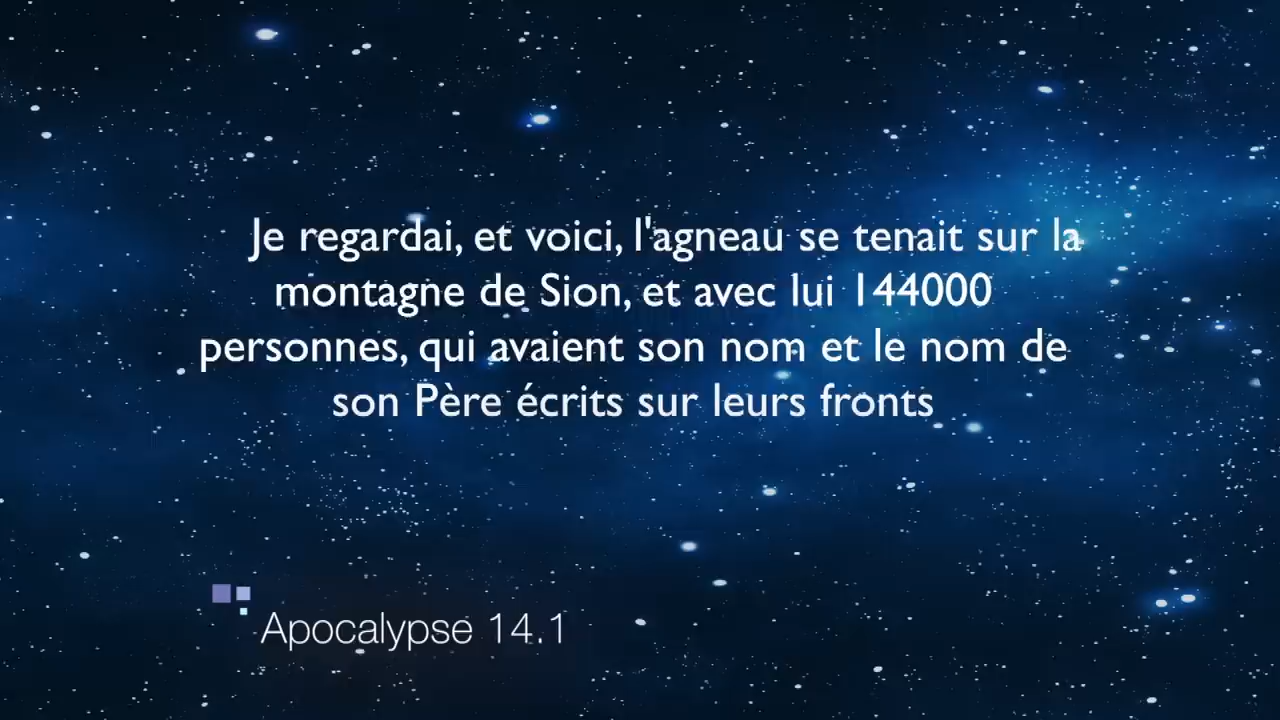 Je regardai, et voici, l'agneau se tenait sur la
montagne de Sion, et avec lui 144000
personnes, qui avaient son nom et le nom de
son Père écrits sur leurs fronts
Apocalypse 14.1